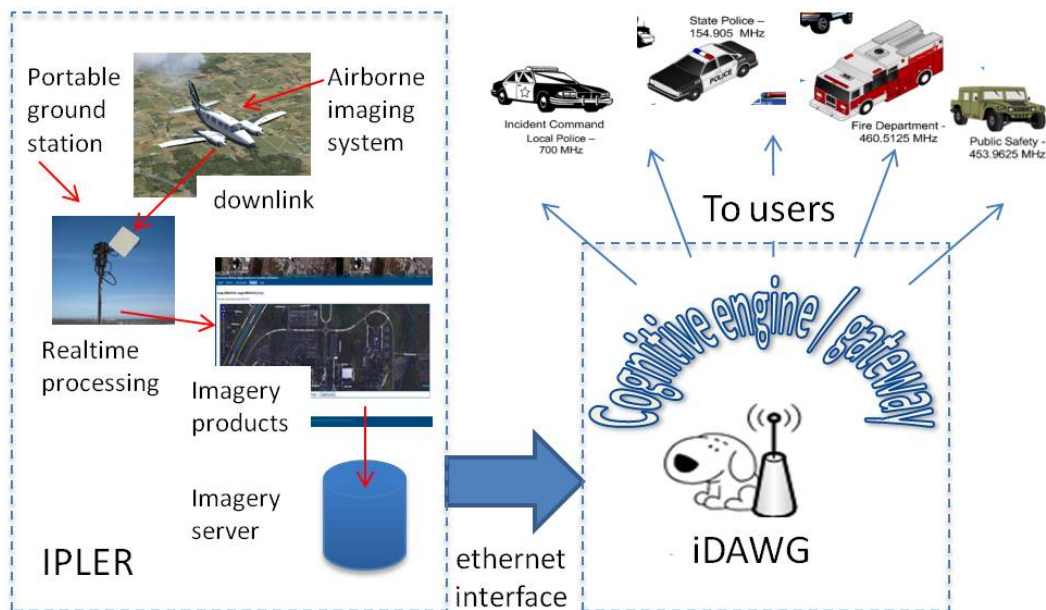 Portable
ground
station
Airborne
imaging
system
downlink
Realtime
processing
Imagery
products
Imagery
server
IPLER
ethernet
interface
State Police –
154.905 MHz
POLICE
Incident Command
Local Police –
700 MHz
Fire Department -
460.5125 MHz
Public Safety -
453.9625 MHz
To users
Cognitive engine / gateway
iDAWG